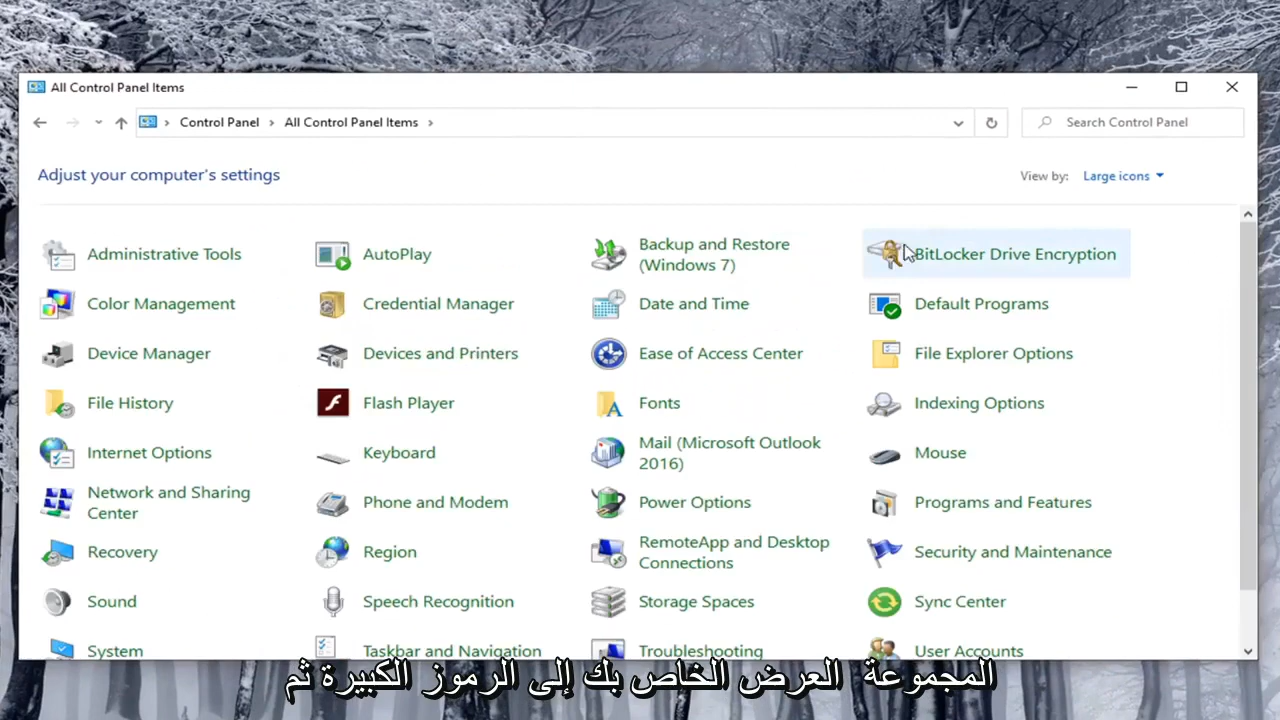 All Control Panel Items
Control Panel > All Control Panel Items >
Search Control Panel
Adjust your computer's settings
View by: Large icons
Administrative Tools
AutoPlay
Backup and Restore
(Windows 7)
BitLocker Drive Encryption
Color Management
Credential Manager
Date and Time
Default Programs
Device Manager
Devices and Printers
Ease of Access Center
File Explorer Options
File History
Flash Player
Fonts
Indexing Options
Internet Options
Keyboard
Mail (Microsoft Outlook
2016)
Mouse
Network and Sharing
Center
Phone and Modem
Power Options
Programs and Features
Recovery
Region
RemoteApp and Desktop
Connections
Security and Maintenance
Sound
Speech Recognition
Storage Spaces
Sync Center
System
Taskbar and Navigation
Troubleshooting
User Accounts
المجموعة العرض الخاص بك إلى الرموز الكبيرة ثم